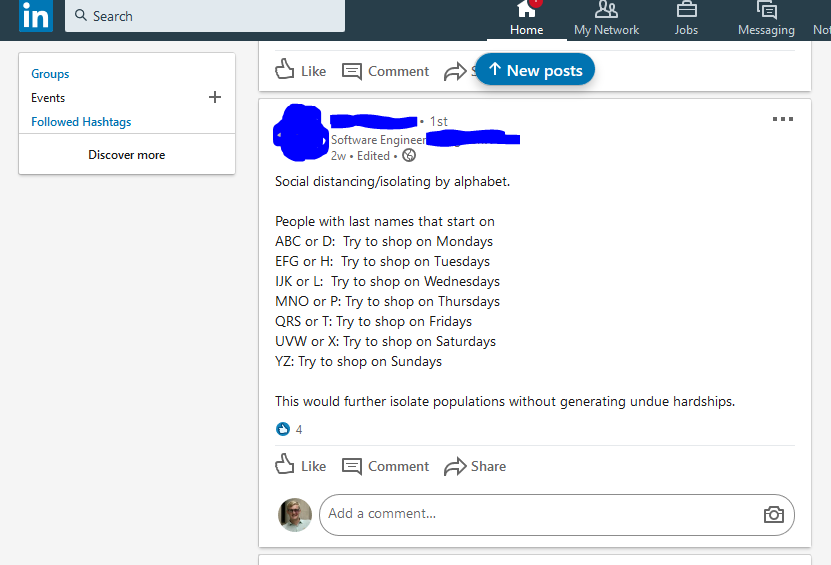 in
Search
Home
My Network
Jobs
Messaging
Not
Groups
Events
Followed Hashtags
Discover more
Like
Comment
S
New posts
• 1st
Software Engineer
2w • Edited •
Social distancing/isolating by alphabet.
People with last names that start on
ABC or D: Try to shop on Mondays
EFG or H: Try to shop on Tuesdays
IJK or L: Try to shop on Wednesdays
MNO or P: Try to shop on Thursdays
QRS or T: Try to shop on Fridays
UVW or X: Try to shop on Saturdays
YZ: Try to shop on Sundays
This would further isolate populations without generating undue hardships.
4
Like
Comment
Share
Add a comment...